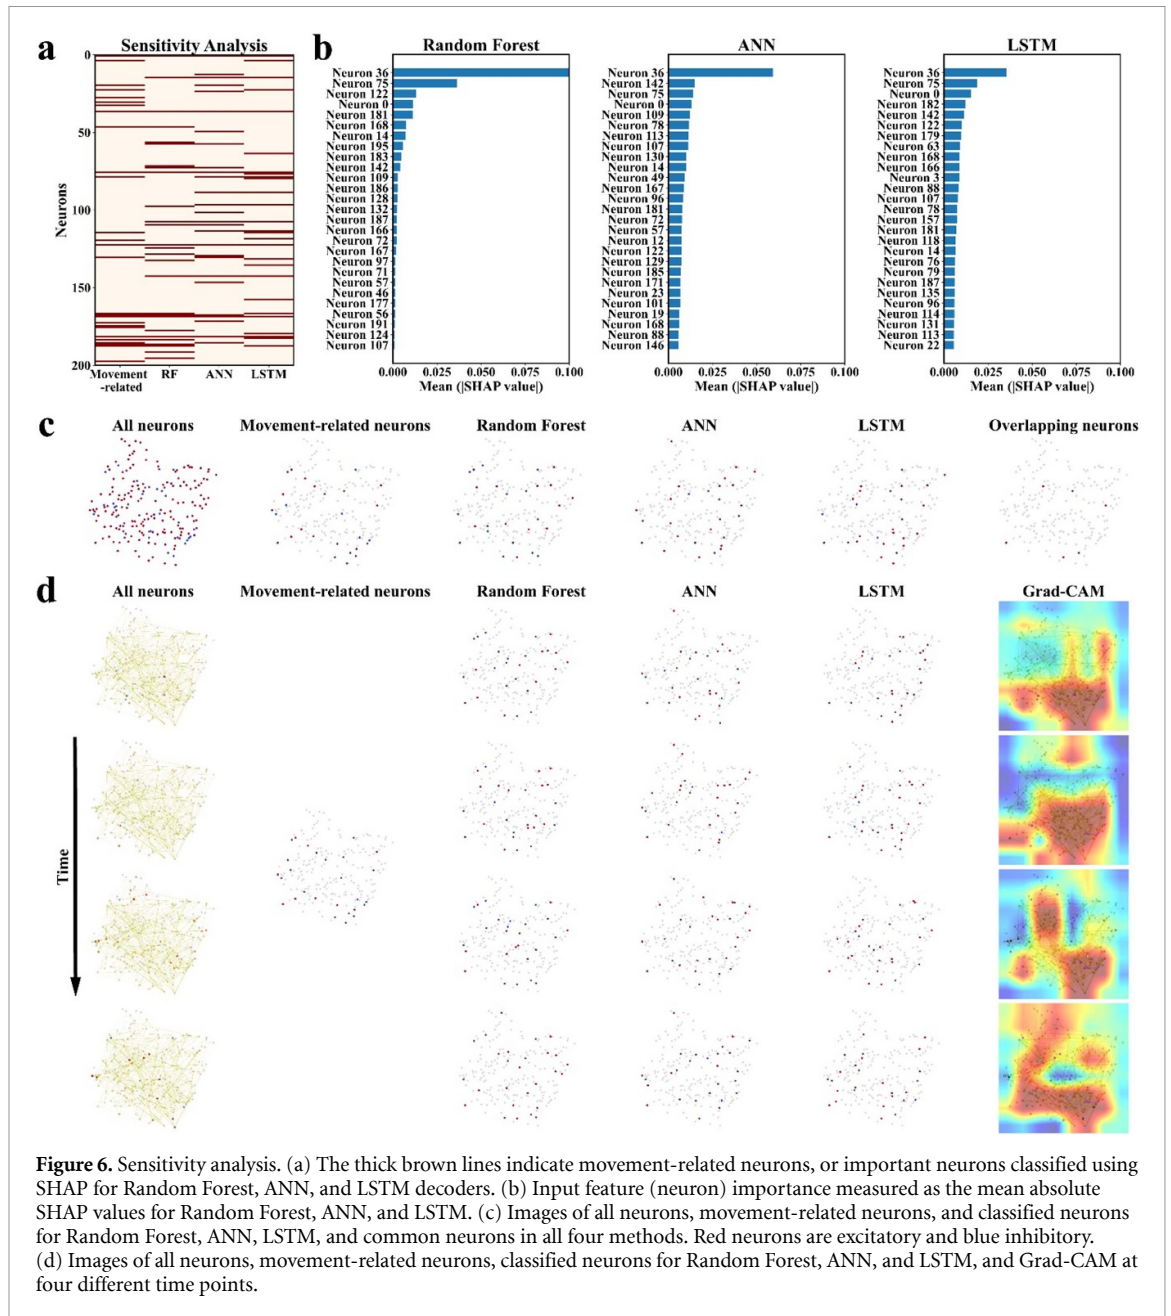 a
Sensitivity Analysis
0
50
100
150
200
Neurons
Movement
-related
RF
ANN
LSTM
b
Random Forest
Neuron 36
Neuron 75
Neuron 122
Neuron 0
Neuron 181
Neuron 168
Neuron 14
Neuron 195
Neuron 183
Neuron 142
Neuron 109
Neuron 186
Neuron 128
Neuron 132
Neuron 187
Neuron 166
Neuron 72
Neuron 167
Neuron 97
Neuron 71
Neuron 57
Neuron 46
Neuron 177
Neuron 56
Neuron 191
Neuron 124
Neuron 107
0.000 0.025 0.050 0.075 0.100
Mean (|SHAP value|)
ANN
Neuron 36
Neuron 142
Neuron 75
Neuron 0
Neuron 109
Neuron 78
Neuron 113
Neuron 107
Neuron 130
Neuron 14
Neuron 49
Neuron 167
Neuron 96
Neuron 181
Neuron 72
Neuron 57
Neuron 12
Neuron 122
Neuron 129
Neuron 185
Neuron 171
Neuron 23
Neuron 101
Neuron 19
Neuron 168
Neuron 88
Neuron 146
0.000 0.025 0.050 0.075 0.100
Mean (|SHAP value|)
LSTM
Neuron 36
Neuron 75
Neuron 0
Neuron 182
Neuron 142
Neuron 122
Neuron 179
Neuron 63
Neuron 168
Neuron 166
Neuron 3
Neuron 88
Neuron 107
Neuron 78
Neuron 157
Neuron 181
Neuron 118
Neuron 14
Neuron 76
Neuron 79
Neuron 187
Neuron 135
Neuron 96
Neuron 114
Neuron 131
Neuron 113
Neuron 22
0.000 0.025 0.050 0.075 0.100
Mean (|SHAP value|)
c
All neurons Movement-related neurons Random Forest ANN LSTM Overlapping neurons
d
All neurons Movement-related neurons Random Forest ANN LSTM Grad-CAM
Time
Figure 6. Sensitivity analysis. (a) The thick brown lines indicate movement-related neurons, or important neurons classified using
SHAP for Random Forest, ANN, and LSTM decoders. (b) Input feature (neuron) importance measured as the mean absolute
SHAP values for Random Forest, ANN, and LSTM. (c) Images of all neurons, movement-related neurons, and classified neurons
for Random Forest, ANN, LSTM, and common neurons in all four methods. Red neurons are excitatory and blue inhibitory.
(d) Images of all neurons, movement-related neurons, classified neurons for Random Forest, ANN, and LSTM, and Grad-CAM at
four different time points.